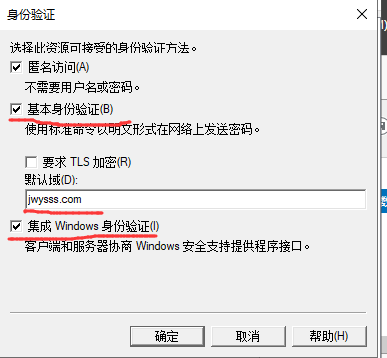 身份验证
选择此资源可接受的身份验证方法。
匿名访问(A)
不需要用户名或密码。
基本身份验证(B)
使用标准命令以明文形式在网络上发送密码。
要求 TLS 加密(R)
默认域(D):
jwysss.com
集成 Windows 身份验证(I)
客户端和服务器协商 Windows 安全支持提供程序接口。
确定
取消
帮助(H)